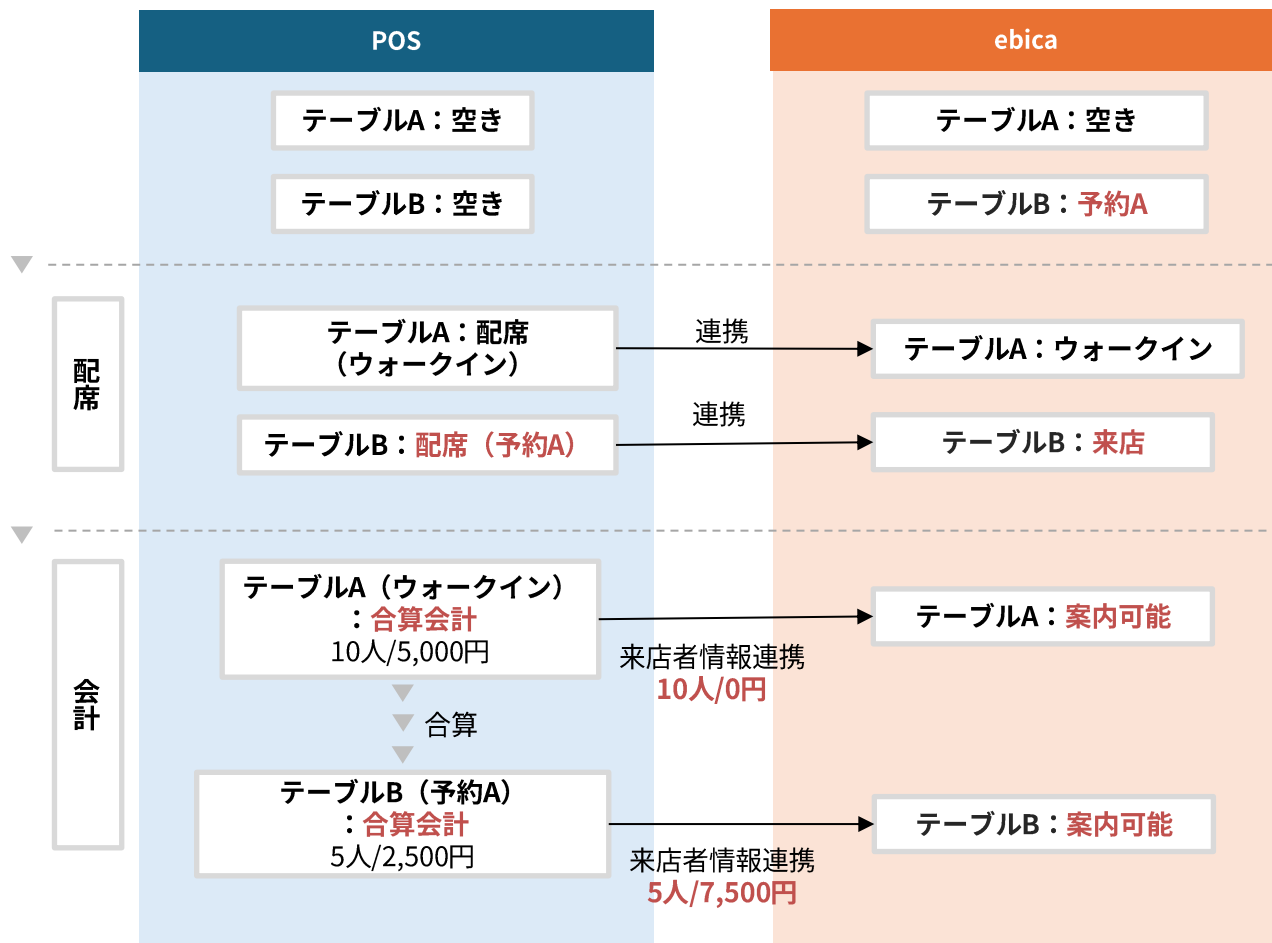 POS
ebica
テーブルA：空き
テーブルA：空き
テーブルB：空き
テーブルB：予約A
配席
テーブルA：配席
（ウォークイン）
連携
テーブルA：ウォークイン
テーブルB：配席（予約A）
連携
テーブルB：来店
会計
テーブルA（ウォークイン）
：合算会計
10人/5,000円
来店者情報連携
10人/0円
テーブルA：案内可能
合算
テーブルB（予約A）
：合算会計
5人/2,500円
来店者情報連携
5人/7,500円
テーブルB：案内可能